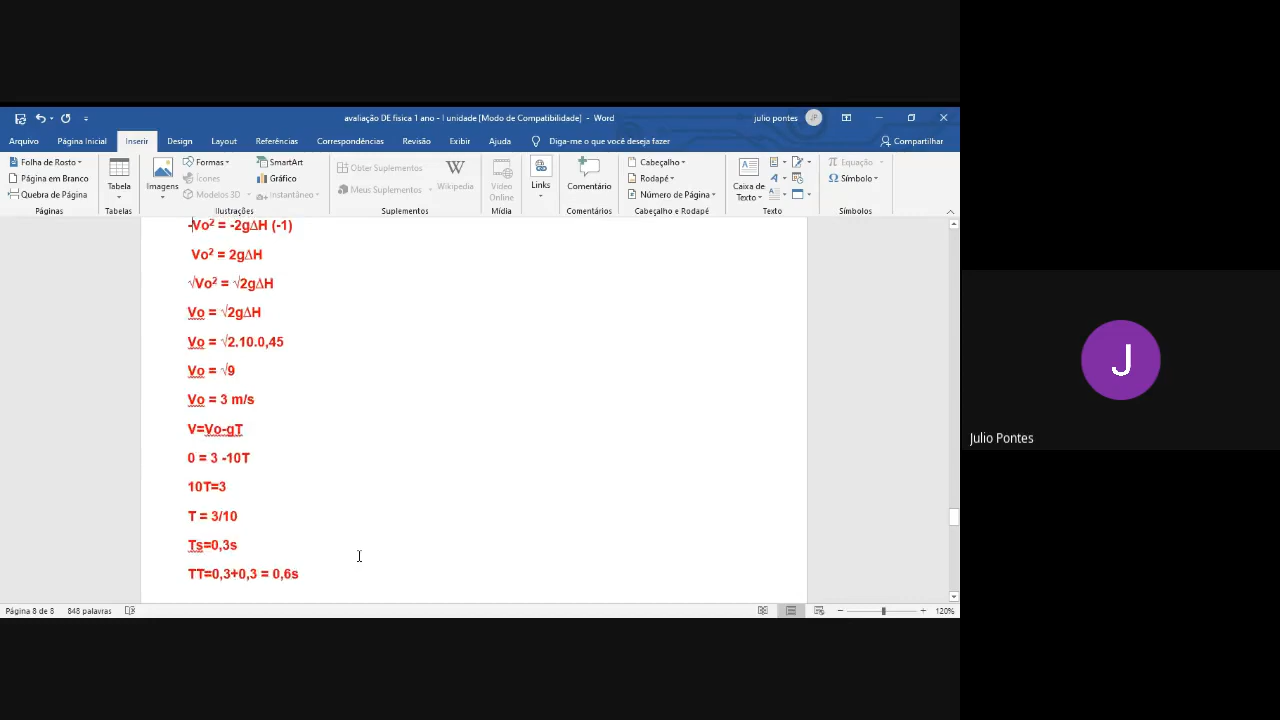 avaliação DE fisica 1 ano - I unidade [Modo de Compatibilidade] - Word
julio pontes
JP
Arquivo Página Inicial Inserir Design Layout Referências Correspondências Revisão Exibir Ajuda Diga-me o que você deseja fazer Compartilhar
Folha de Rosto
Página em Branco
Quebra de Página
Páginas
Tabela
Tabelas
Imagens
Formas
Ícones
Modelos 3D
SmartArt
Gráfico
Instantâneo
Ilustrações
Obter Suplementos
Meus Suplementos
Wikipedia
Suplementos
Vídeo
Online
Mídia
Links
Comentário
Comentários
Cabeçalho
Rodapé
Número de Página
Cabeçalho e Rodapé
Caixa de
Texto
Texto
Equação
Símbolo
Símbolos
-Vo² = -2g∆H (-1)
Vo² = 2g∆H
√Vo² = √2g∆H
Vo = √2g∆H
Vo = √2.10.0,45
Vo = √9
Vo = 3 m/s
V=Vo-gT
0 = 3 -10T
10T=3
T = 3/10
Ts=0,3s
TT=0,3+0,3 = 0,6s
Página 8 de 8 848 palavras 120%
J
Julio Pontes